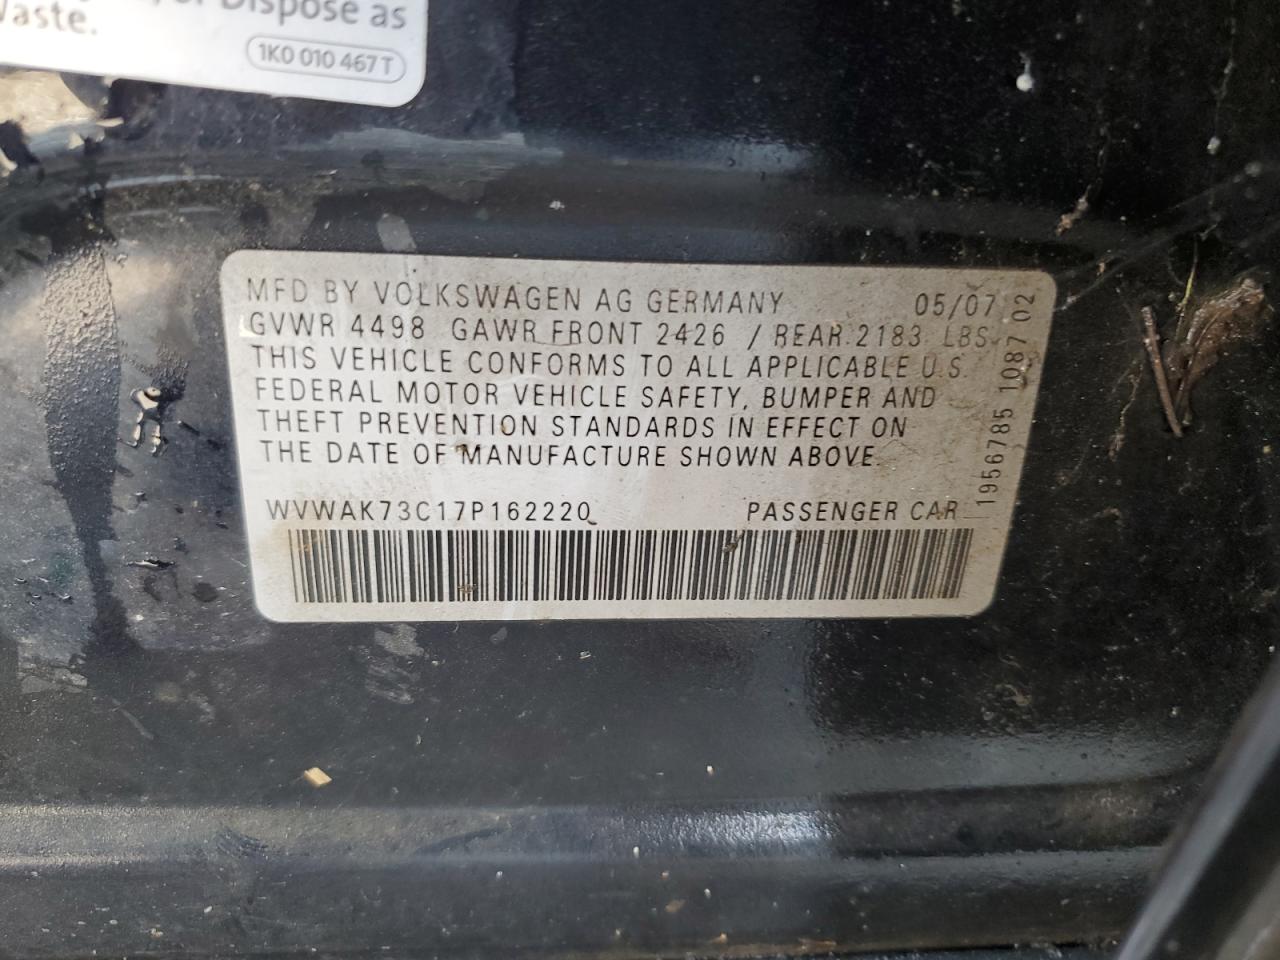 Dispose as
Waste.
1K0 010 467 T
MFD BY VOLKSWAGEN AG GERMANY 05/07
GVWR 4498 GAWR FRONT 2426 / REAR 2183 LBS
THIS VEHICLE CONFORMS TO ALL APPLICABLE U.S.
FEDERAL MOTOR VEHICLE SAFETY, BUMPER AND
THEFT PREVENTION STANDARDS IN EFFECT ON
THE DATE OF MANUFACTURE SHOWN ABOVE.
WVWAK73C17P162220 PASSENGER CAR
1956785 1087 02